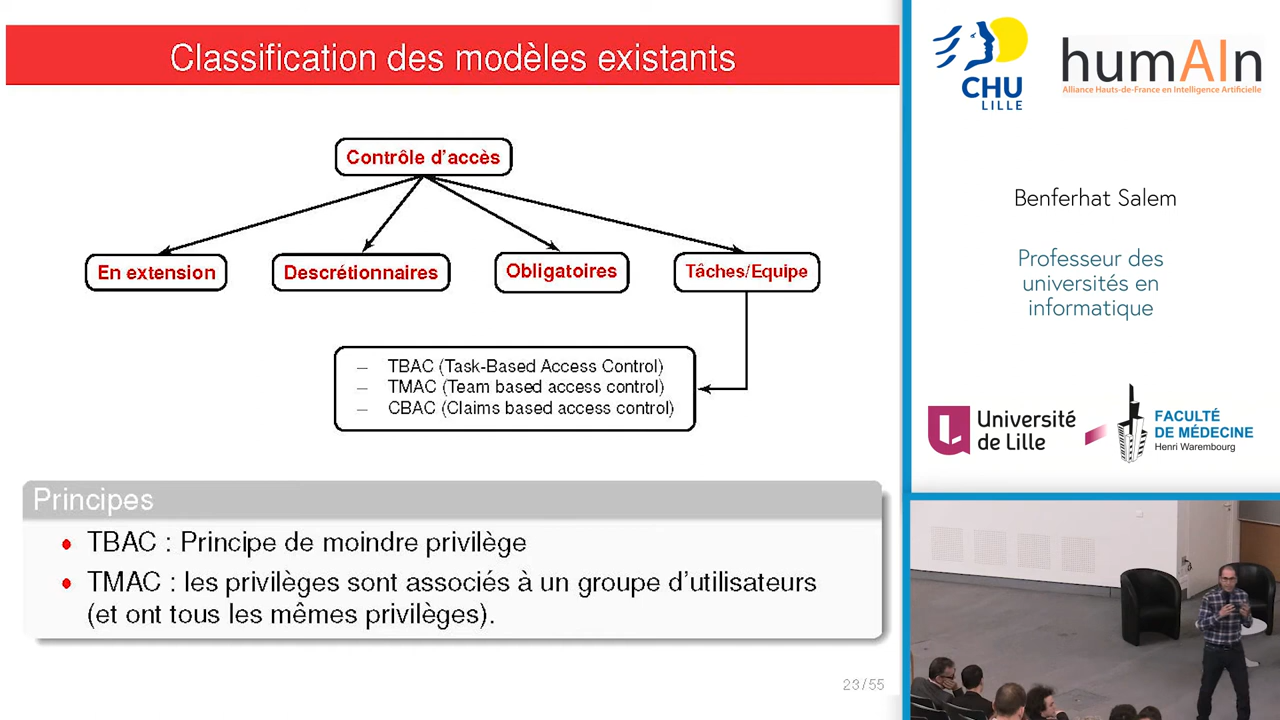 Classification des modèles existants
Contrôle d'accès
En extension
Descrétionnaires
Obligatoires
Tâches/Equipe
– TBAC (Task-Based Access Control)
– TMAC (Team based access control)
– CBAC (Claims based access control)
Principes
• TBAC : Principe de moindre privilège
• TMAC : les privilèges sont associés à un groupe d'utilisateurs
(et ont tous les mêmes privilèges).
23/55
CHU
LILLE
humAIn
Alliance Hauts-de-France en Intelligence Artificielle
Benferhat Salem
Professeur des
universités en
informatique
Université
de Lille
FACULTÉ
DE MÉDECINE
Henri Warembourg